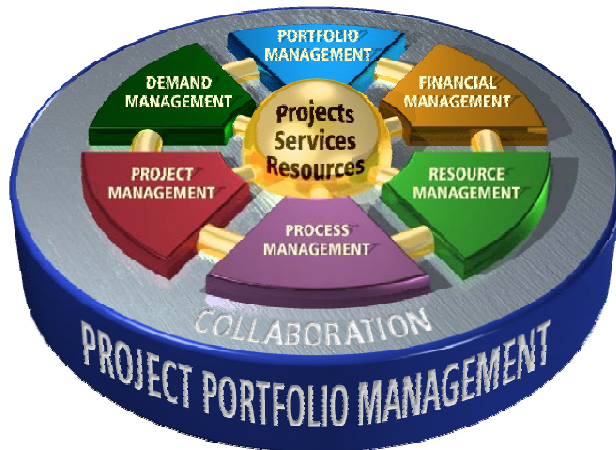 PORTFOLIO
MANAGEMENT
DEMAND
MANAGEMENT
FINANCIAL
MANAGEMENT
Projects
Services
Resources
PROJECT
MANAGEMENT
RESOURCE
MANAGEMENT
PROCESS
MANAGEMENT
COLLABORATION
PROJECT PORTFOLIO MANAGEMENT